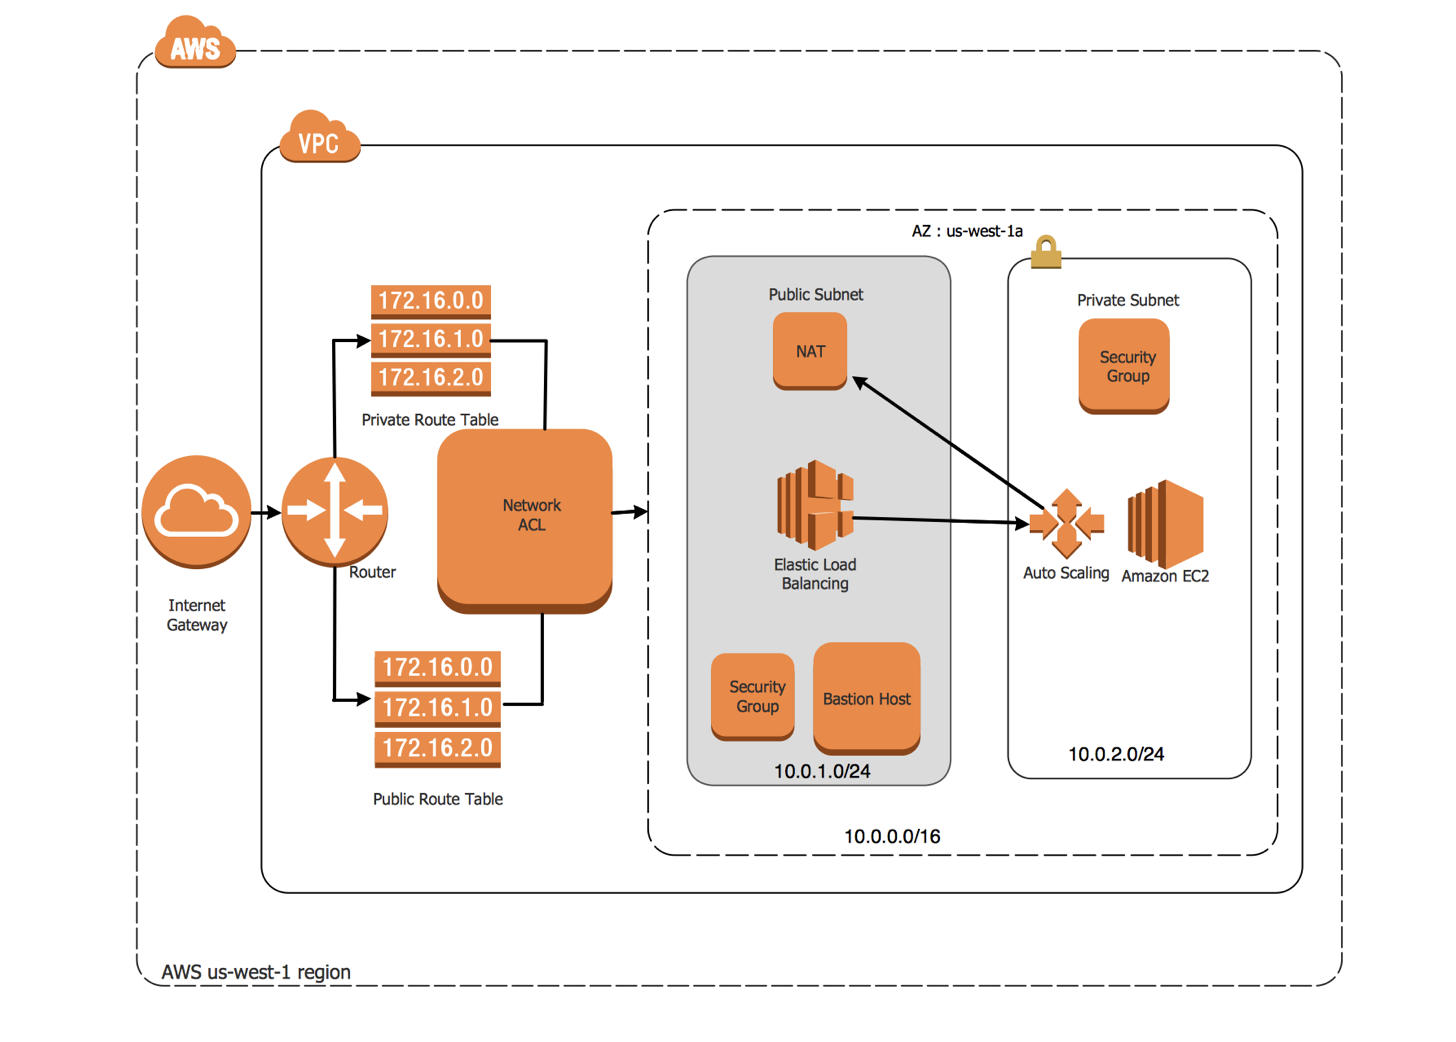 AWS
VPC
AZ : us-west-1a
172.16.0.0
172.16.1.0
172.16.2.0
Private Route Table
Internet
Gateway
Router
Network
ACL
172.16.0.0
172.16.1.0
172.16.2.0
Public Route Table
Public Subnet
NAT
Elastic Load
Balancing
Security
Group
Bastion Host
10.0.1.0/24
Private Subnet
Security
Group
Auto Scaling
Amazon EC2
10.0.2.0/24
10.0.0.0/16
AWS us-west-1 region